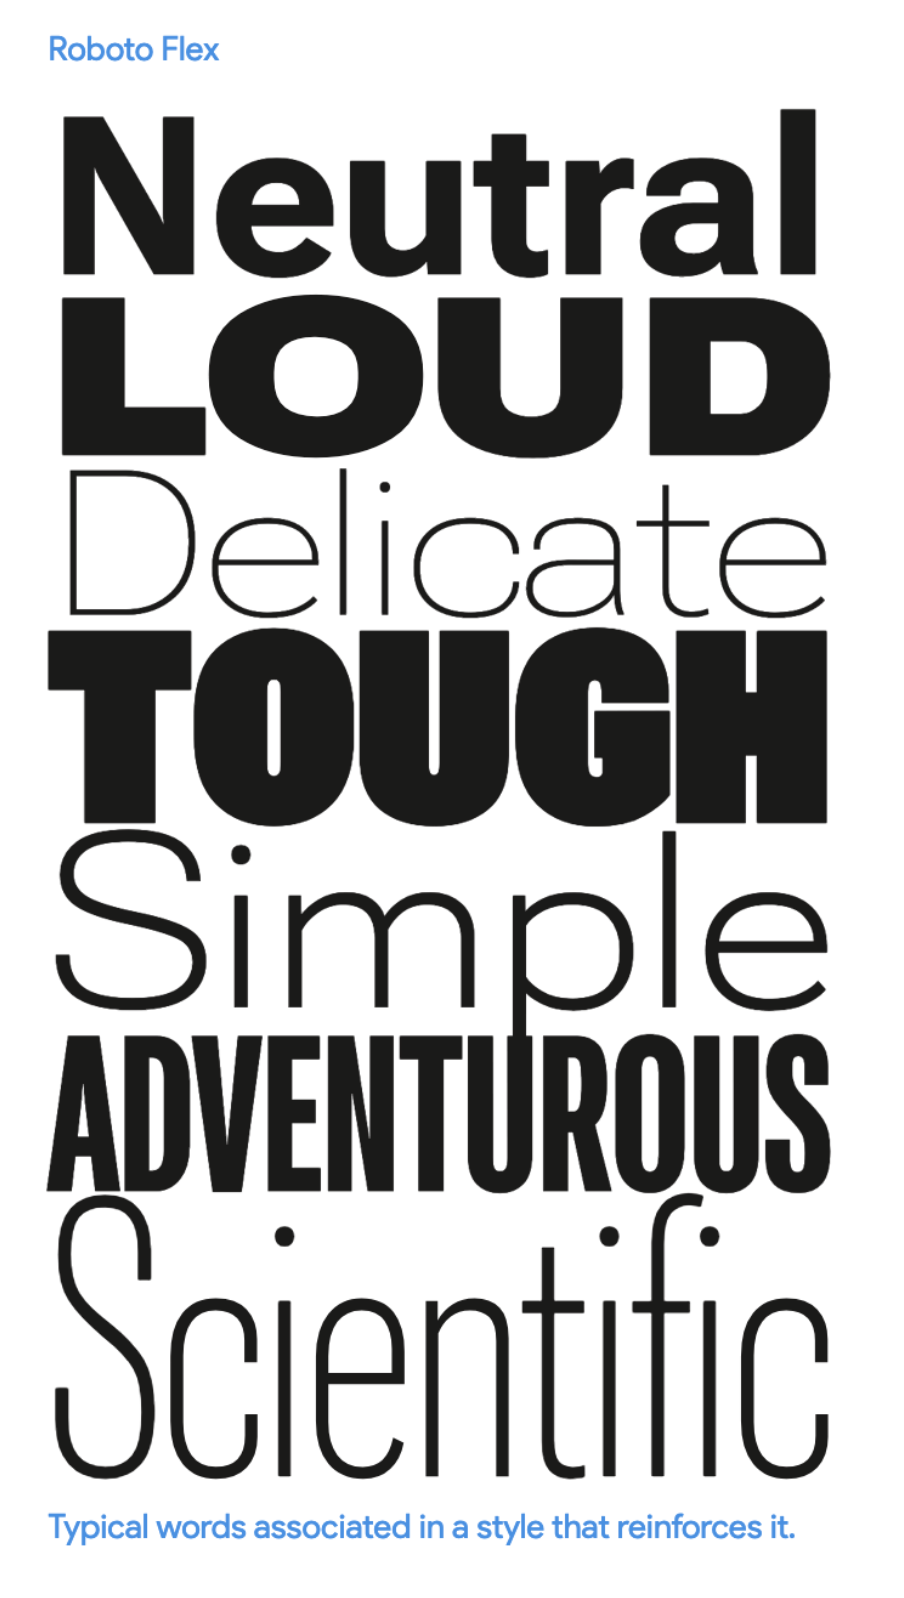 Roboto Flex
Neutral
LOUD
Delicate
TOUGH
Simple
ADVENTUROUS
Scientific
Typical words associated in a style that reinforces it.